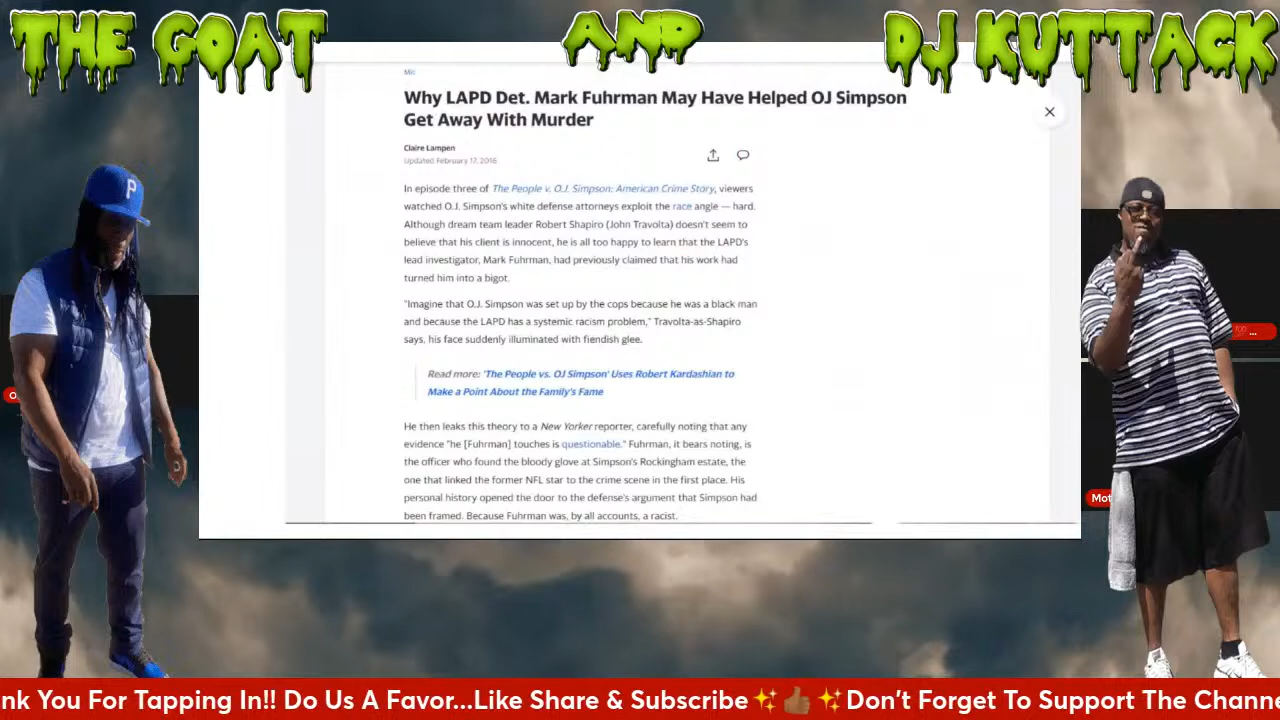 THE GOAT AND DJ KUTTACK
Mic
Why LAPD Det. Mark Fuhrman May Have Helped OJ Simpson
Get Away With Murder
Claire Lampen
Updated February 17, 2016
In episode three of The People v. O.J. Simpson: American Crime Story, viewers
watched O.J. Simpson's white defense attorneys exploit the race angle — hard.
Although dream team leader Robert Shapiro (John Travolta) doesn't seem to
believe that his client is innocent, he is all too happy to learn that the LAPD's
lead investigator, Mark Fuhrman, had previously claimed that his work had
turned him into a bigot.
"Imagine that O.J. Simpson was set up by the cops because he was a black man
and because the LAPD has a systemic racism problem," Travolta-as-Shapiro
says, his face suddenly illuminated with fiendish glee.
Read more: 'The People vs. OJ Simpson' Uses Robert Kardashian to
Make a Point About the Family's Fame
He then leaks this theory to a New Yorker reporter, carefully noting that any
evidence "he [Fuhrman] touches is questionable." Fuhrman, it bears noting, is
the officer who found the bloody glove at Simpson's Rockingham estate, the
one that linked the former NFL star to the crime scene in the first place. His
personal history opened the door to the defense's argument that Simpson had
been framed. Because Fuhrman was, by all accounts, a racist.
P
Mot
nk You For Tapping In!! Do Us A Favor...Like Share & Subscribe✨👍🏾✨Don't Forget To Support The Channe